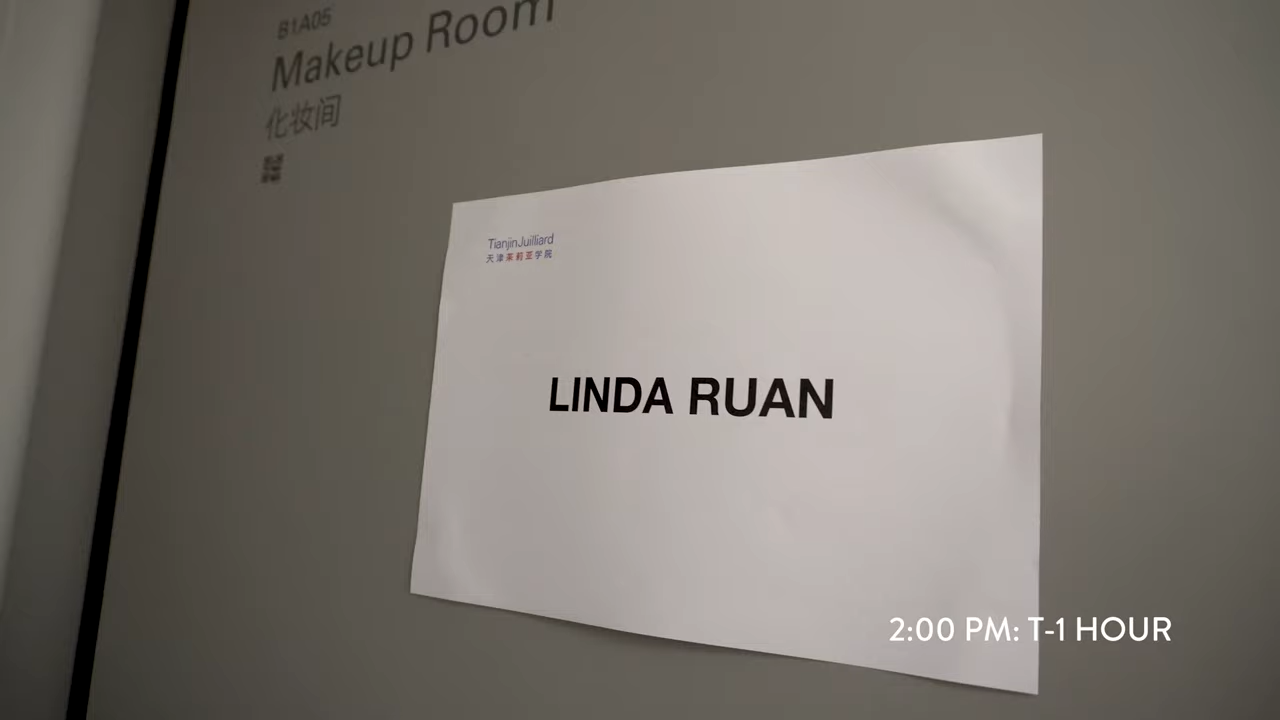 B1A05
Makeup Room
化妆间
TianjinJuilliard
天津茱莉亚学院
LINDA RUAN
2:00 PM: T-1 HOUR